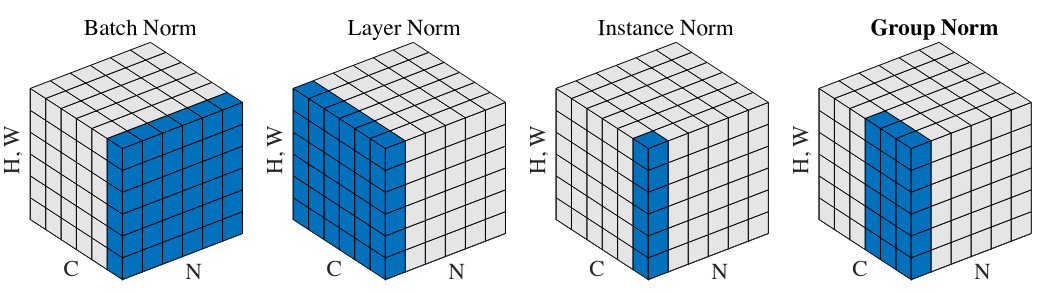 Batch Norm
Layer Norm
Instance Norm
Group Norm
H, W
C
N
H, W
C
N
H, W
C
N
H, W
C
N